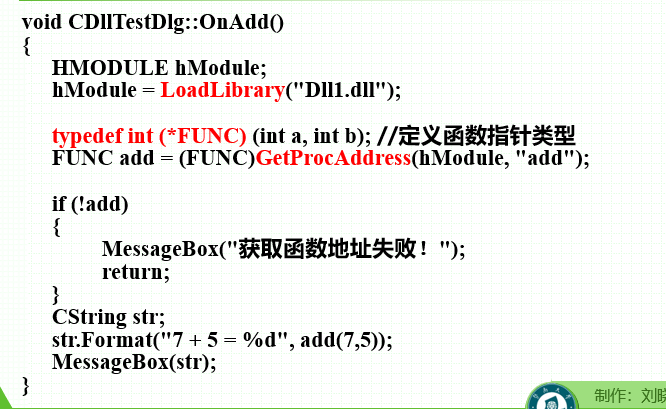 void CDllTestDlg::OnAdd()
{
HMODULE hModule;
hModule = LoadLibrary("Dll1.dll");
typedef int (*FUNC) (int a, int b); //定义函数指针类型
FUNC add = (FUNC)GetProcAddress(hModule, "add");
if (!add)
{
MessageBox("获取函数地址失败！");
return;
}
CString str;
str.Format("7 + 5 = %d", add(7,5));
MessageBox(str);
}
制作：刘晓